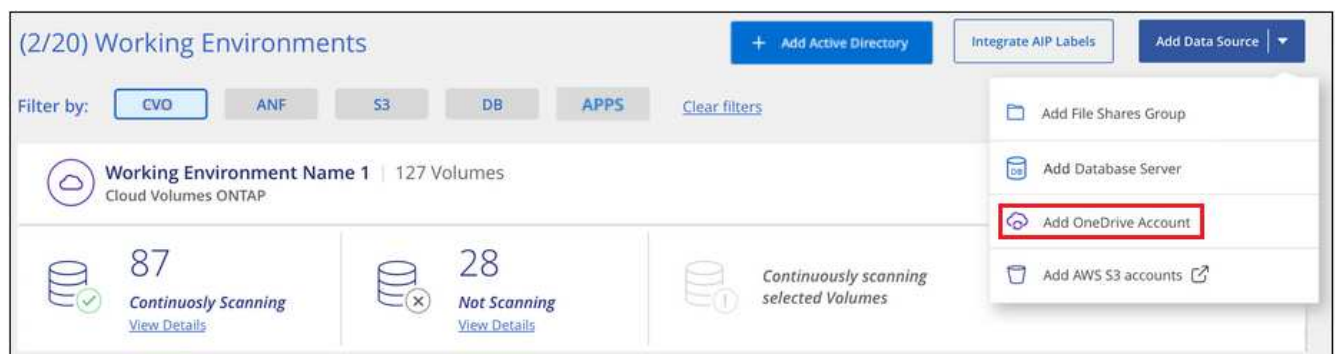 (2/20) Working Environments
+ Add Active Directory
Integrate AIP Labels
Add Data Source
Filter by: CVO ANF S3 DB APPS Clear filters
Add File Shares Group
Working Environment Name 1 | 127 Volumes
Cloud Volumes ONTAP
DB Add Database Server
Add OneDrive Account
87
Continuosly Scanning
View Details
28
Not Scanning
View Details
Continuously scanning
selected Volumes
Add AWS S3 accounts